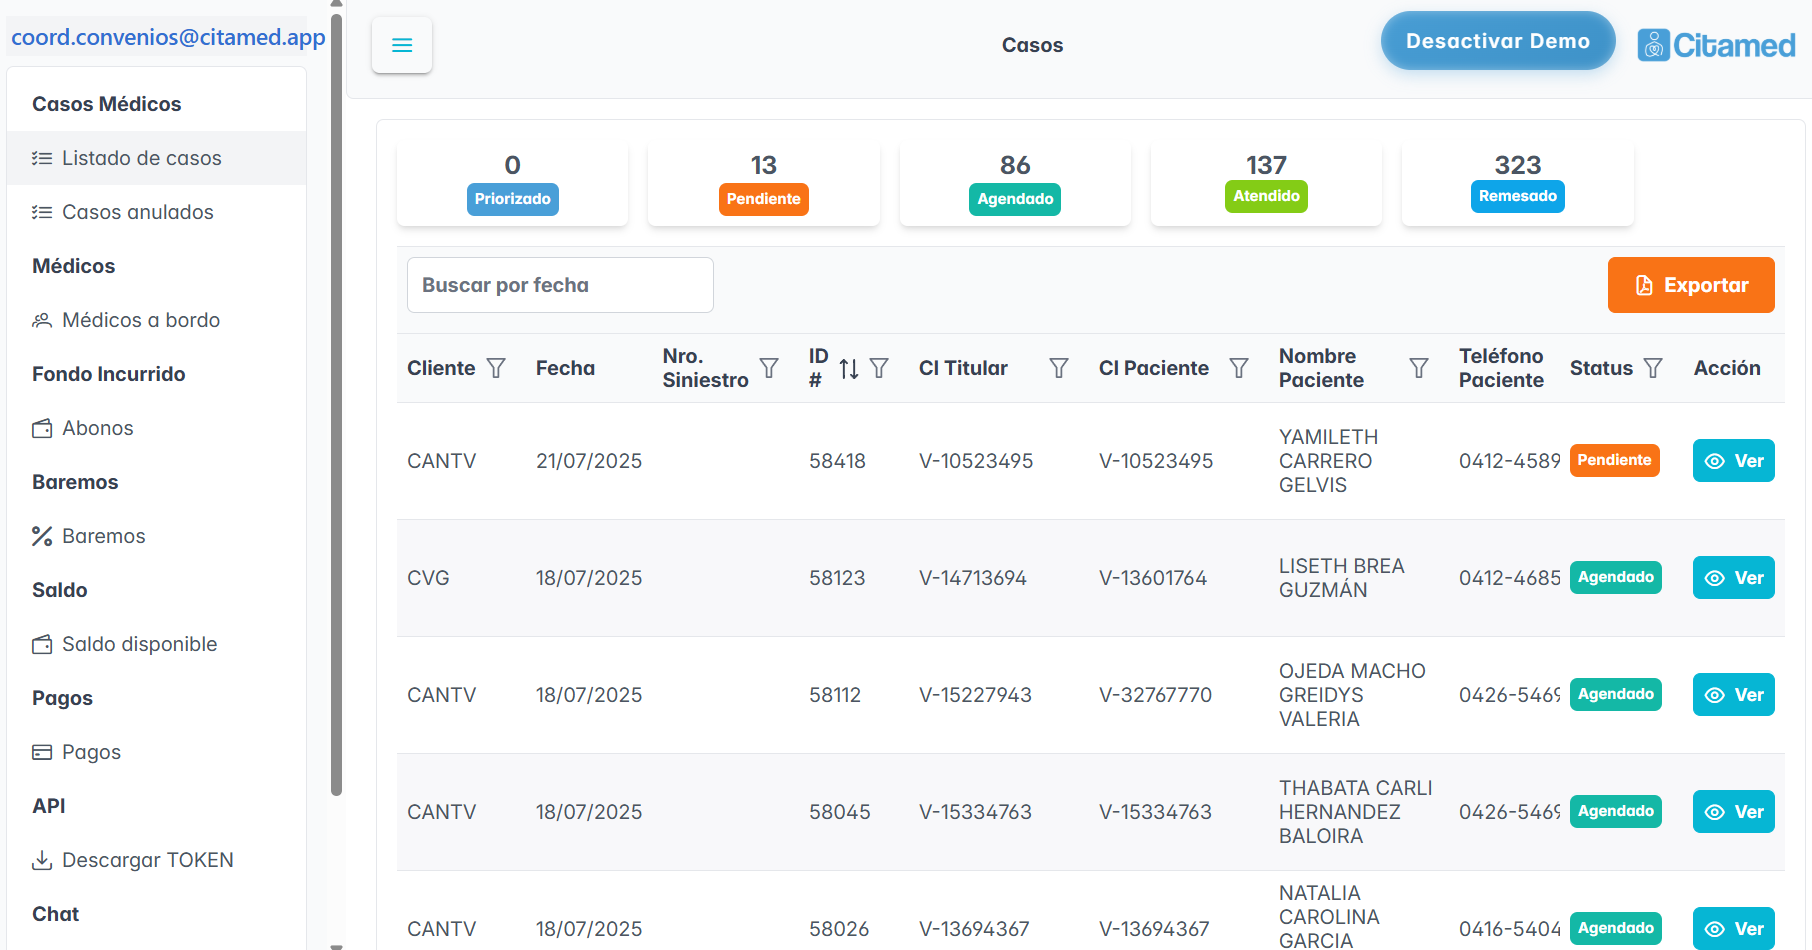 coord.convenios@citamed.app
Casos Médicos
Listado de casos
Casos anulados
Médicos
Médicos a bordo
Fondo Incurrido
Abonos
Baremos
Baremos
Saldo
Saldo disponible
Pagos
Pagos
API
Descargar TOKEN
Chat
Casos
Desactivar Demo
Citamed
0 13 86 137 323
Priorizado Pendiente Agendado Atendido Remesado
Buscar por fecha
Exportar
Cliente Fecha Nro. Siniestro ID # CI Titular CI Paciente Nombre Paciente Teléfono Paciente Status Acción
CANTV 21/07/2025 58418 V-10523495 V-10523495 YAMILETH CARRERO GELVIS 0412-4589 Pendiente Ver
CVG 18/07/2025 58123 V-14713694 V-13601764 LISETH BREA GUZMÁN 0412-4685 Agendado Ver
CANTV 18/07/2025 58112 V-15227943 V-32767770 OJEDA MACHO GREIDYS VALERIA 0426-5469 Agendado Ver
CANTV 18/07/2025 58045 V-15334763 V-15334763 THABATA CARLI HERNANDEZ BALOIRA 0426-5469 Agendado Ver
CANTV 18/07/2025 58026 V-13694367 V-13694367 NATALIA CAROLINA GARCIA 0416-5404 Agendado Ver